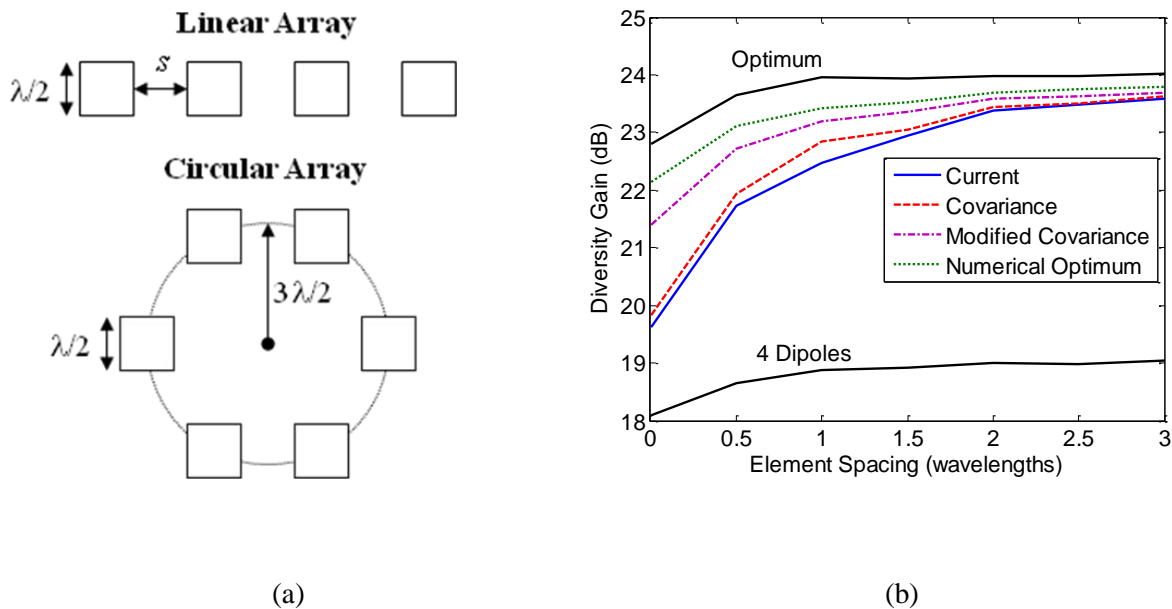 Linear Array
λ/2
s
Circular Array
3λ/2
λ/2
(a)
25
24
23
22
21
20
19
18
Diversity Gain (dB)
Optimum
Current
Covariance
Modified Covariance
Numerical Optimum
4 Dipoles
0 0.5 1 1.5 2 2.5 3
Element Spacing (wavelengths)
(b)